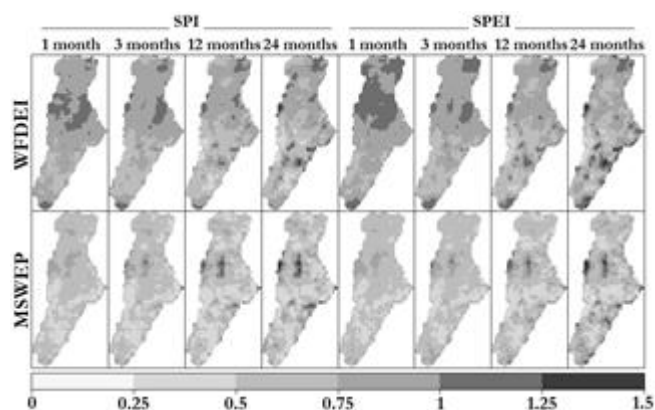 SPI SPEI
1 month 3 months 12 months 24 months 1 month 3 months 12 months 24 months
WFDEI
MSWEP
0 0.25 0.5 0.75 1 1.25 1.5